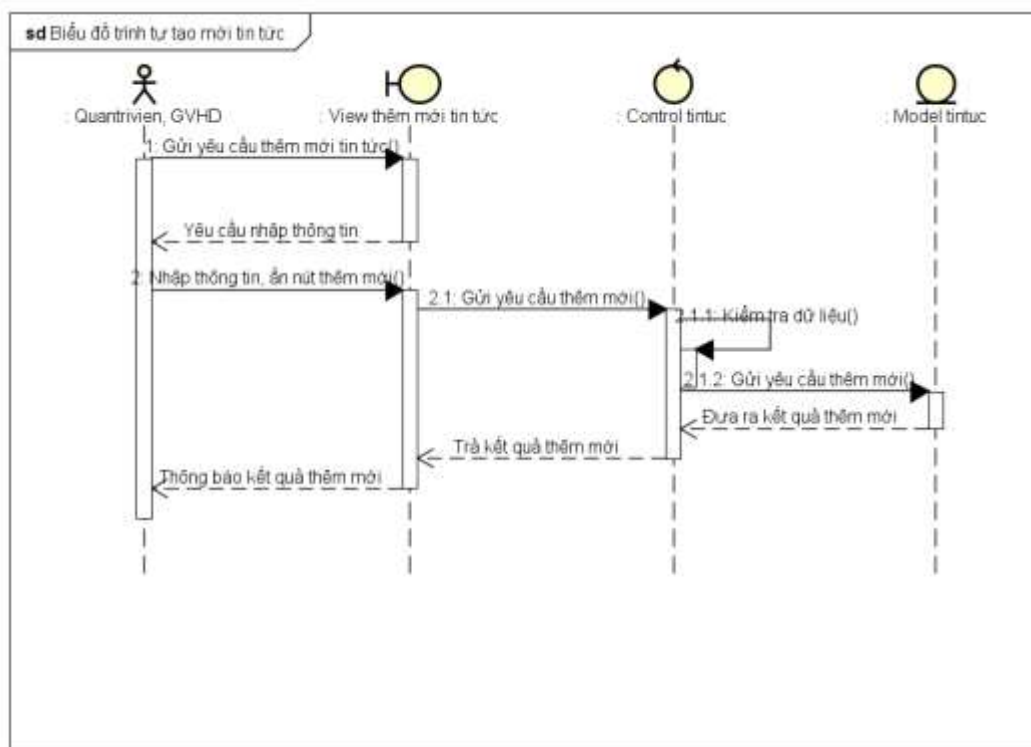 sd Biểu đồ trình tự tạo mới tin tức
: Quantrivien, GVHD
: View thêm mới tin tức
: Control tintuc
: Model tintuc
1: Gửi yêu cầu thêm mới tin tức()
Yêu cầu nhập thông tin
2: Nhập thông tin, ấn nút thêm mới()
2.1: Gửi yêu cầu thêm mới()
2.1.1: Kiểm tra dữ liệu()
2.1.2: Gửi yêu cầu thêm mới()
Đưa ra kết quả thêm mới
Trả kết quả thêm mới
Thông báo kết quả thêm mới